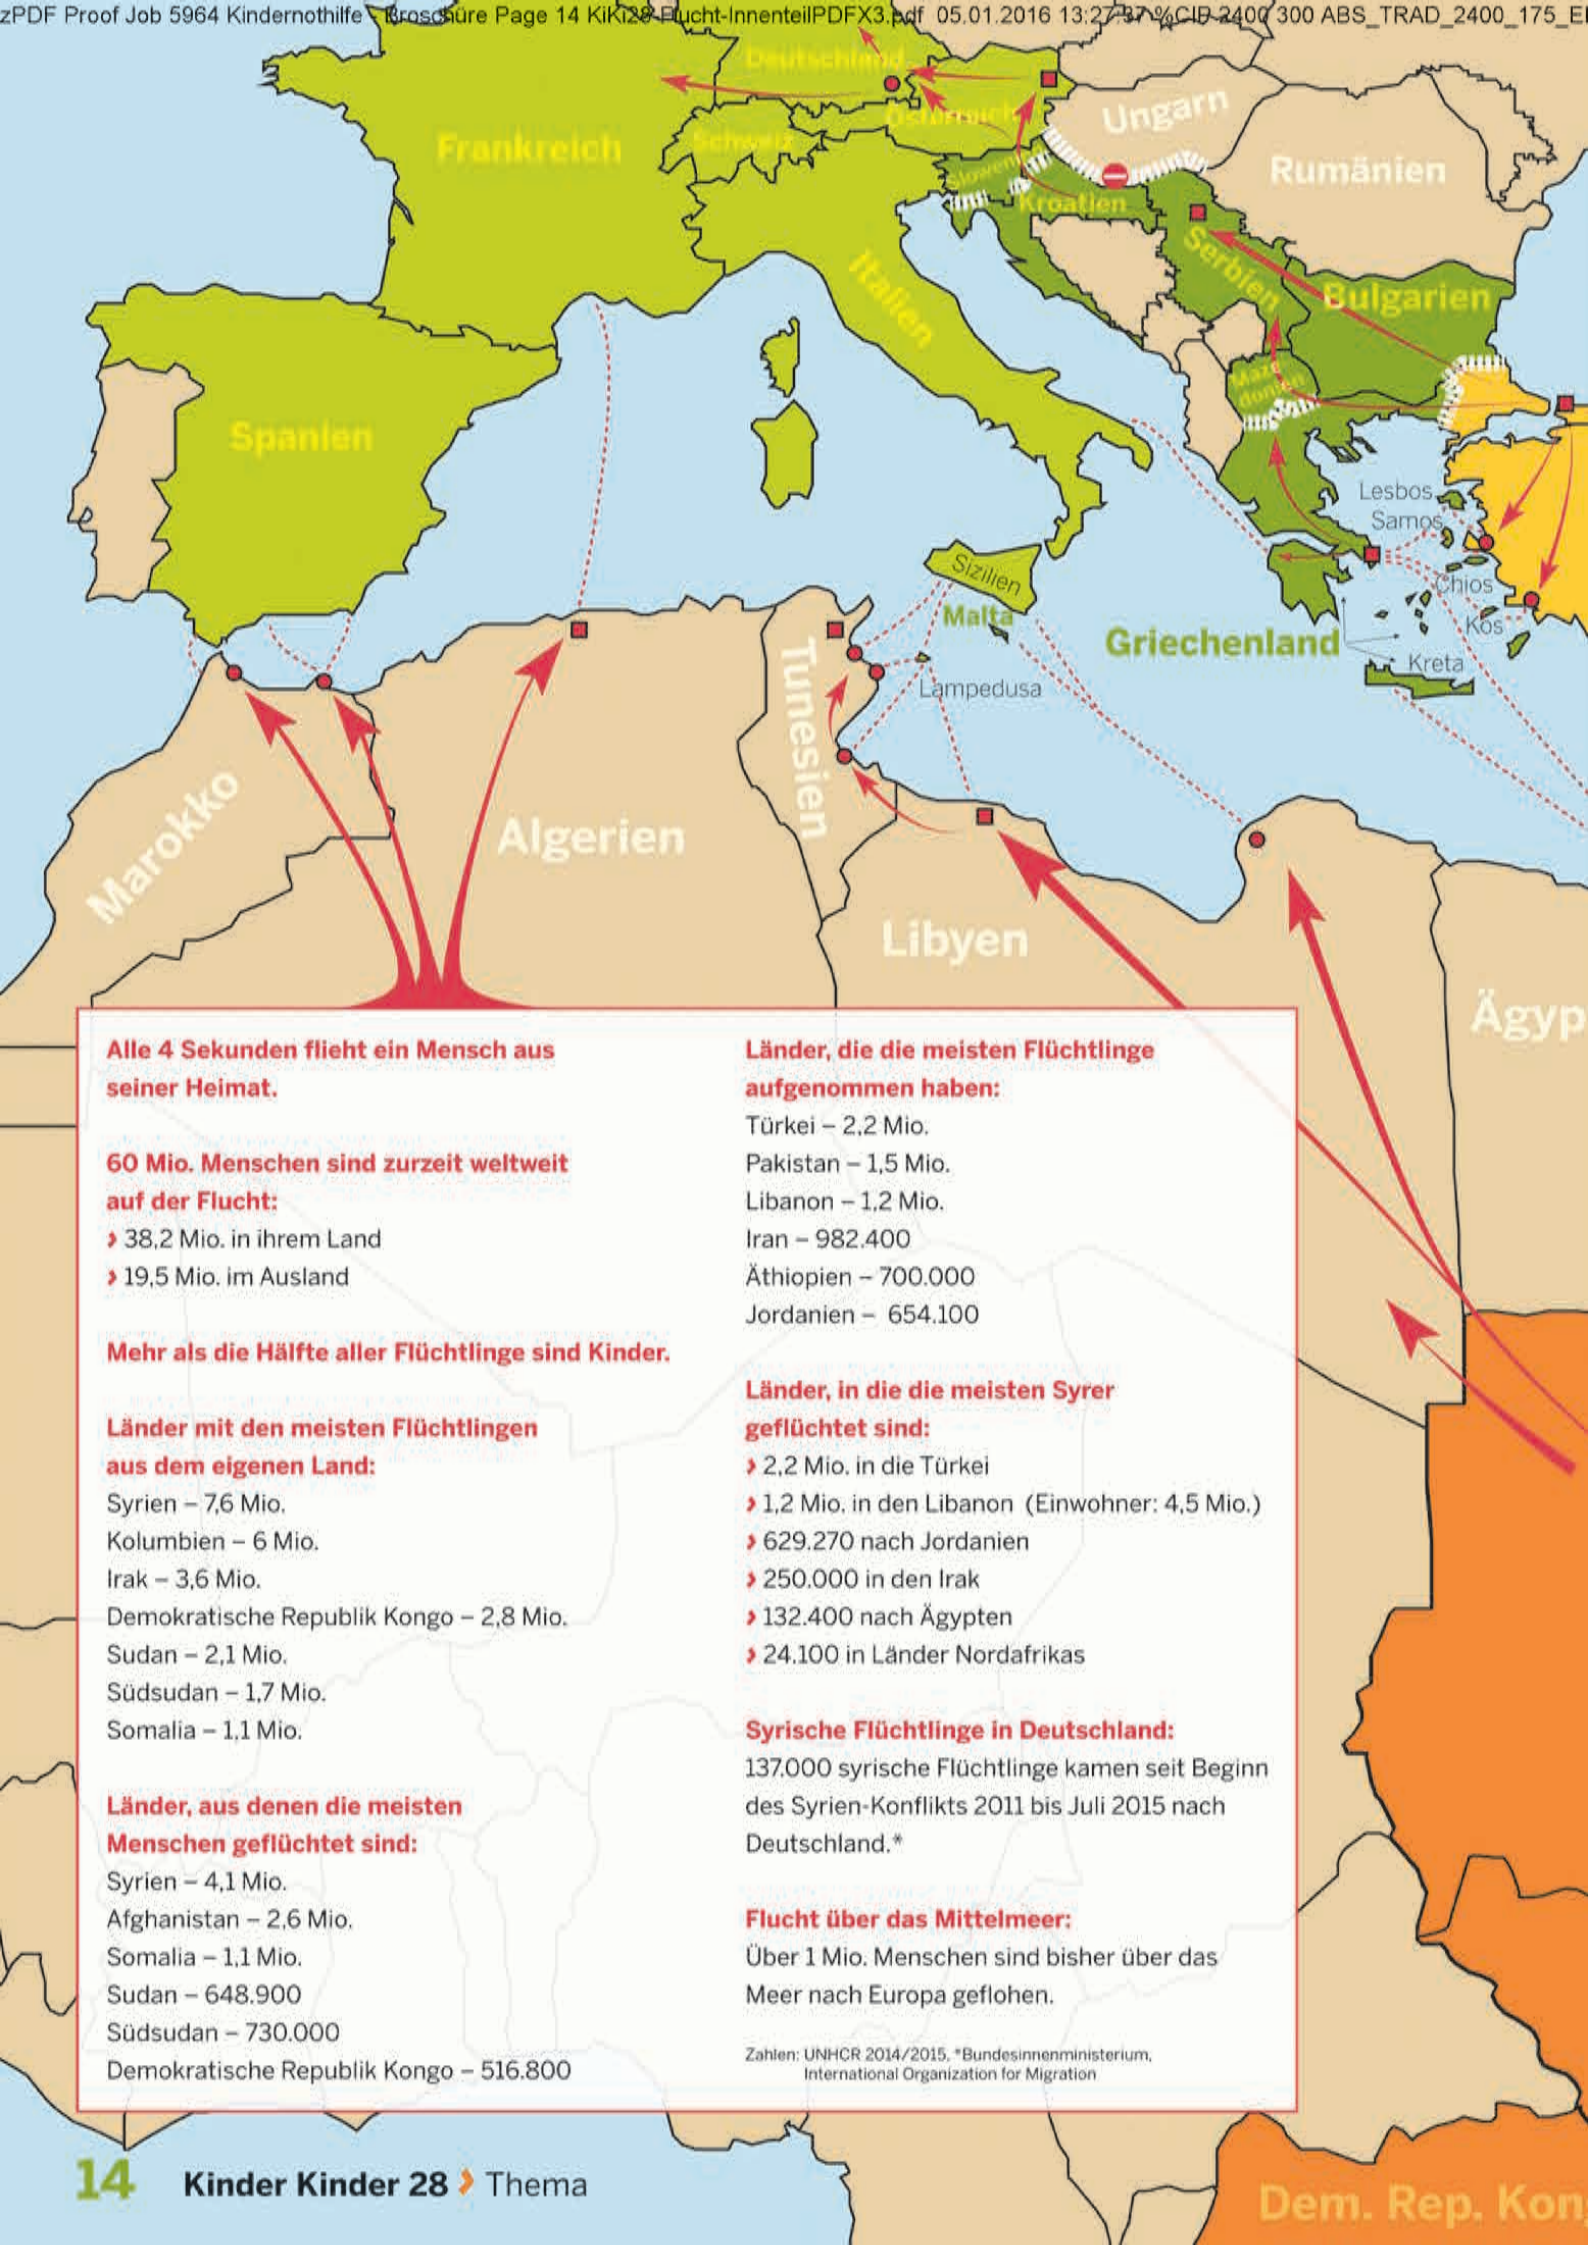 zPDF Proof Job 5964 Kindernothilfe - Broschüre Page 14 KiKi28-Flucht-InnenteilPDFX3.pdf 05.01.2016 13:27:37 %CIP-2400 300 ABS_TRAD_2400_175_E
Deutschland
Österreich
Ungarn
Frankreich
Schweiz
Rumänien
Slowenien
Kroatien
Serbien
Italien
Bulgarien
Mazedonien
Spanien
Lesbos
Samos
Sizilien
Chios
Malta
Kos
Griechenland
Kreta
Lampedusa
Tunesien
Marokko
Algerien
Libyen
Ägyp
Alle 4 Sekunden flieht ein Mensch aus
seiner Heimat.
60 Mio. Menschen sind zurzeit weltweit
auf der Flucht:
› 38,2 Mio. in ihrem Land
› 19,5 Mio. im Ausland
Mehr als die Hälfte aller Flüchtlinge sind Kinder.
Länder mit den meisten Flüchtlingen
aus dem eigenen Land:
Syrien – 7,6 Mio.
Kolumbien – 6 Mio.
Irak – 3,6 Mio.
Demokratische Republik Kongo – 2,8 Mio.
Sudan – 2,1 Mio.
Südsudan – 1,7 Mio.
Somalia – 1,1 Mio.
Länder, aus denen die meisten
Menschen geflüchtet sind:
Syrien – 4,1 Mio.
Afghanistan – 2,6 Mio.
Somalia – 1,1 Mio.
Sudan – 648.900
Südsudan – 730.000
Demokratische Republik Kongo – 516.800
Länder, die die meisten Flüchtlinge
aufgenommen haben:
Türkei – 2,2 Mio.
Pakistan – 1,5 Mio.
Libanon – 1,2 Mio.
Iran – 982.400
Äthiopien – 700.000
Jordanien – 654.100
Länder, in die die meisten Syrer
geflüchtet sind:
› 2,2 Mio. in die Türkei
› 1,2 Mio. in den Libanon (Einwohner: 4,5 Mio.)
› 629.270 nach Jordanien
› 250.000 in den Irak
› 132.400 nach Ägypten
› 24.100 in Länder Nordafrikas
Syrische Flüchtlinge in Deutschland:
137.000 syrische Flüchtlinge kamen seit Beginn
des Syrien-Konflikts 2011 bis Juli 2015 nach
Deutschland.*
Flucht über das Mittelmeer:
Über 1 Mio. Menschen sind bisher über das
Meer nach Europa geflohen.
Zahlen: UNHCR 2014/2015, *Bundesinnenministerium,
International Organization for Migration
14 Kinder Kinder 28 › Thema
Dem. Rep. Kon